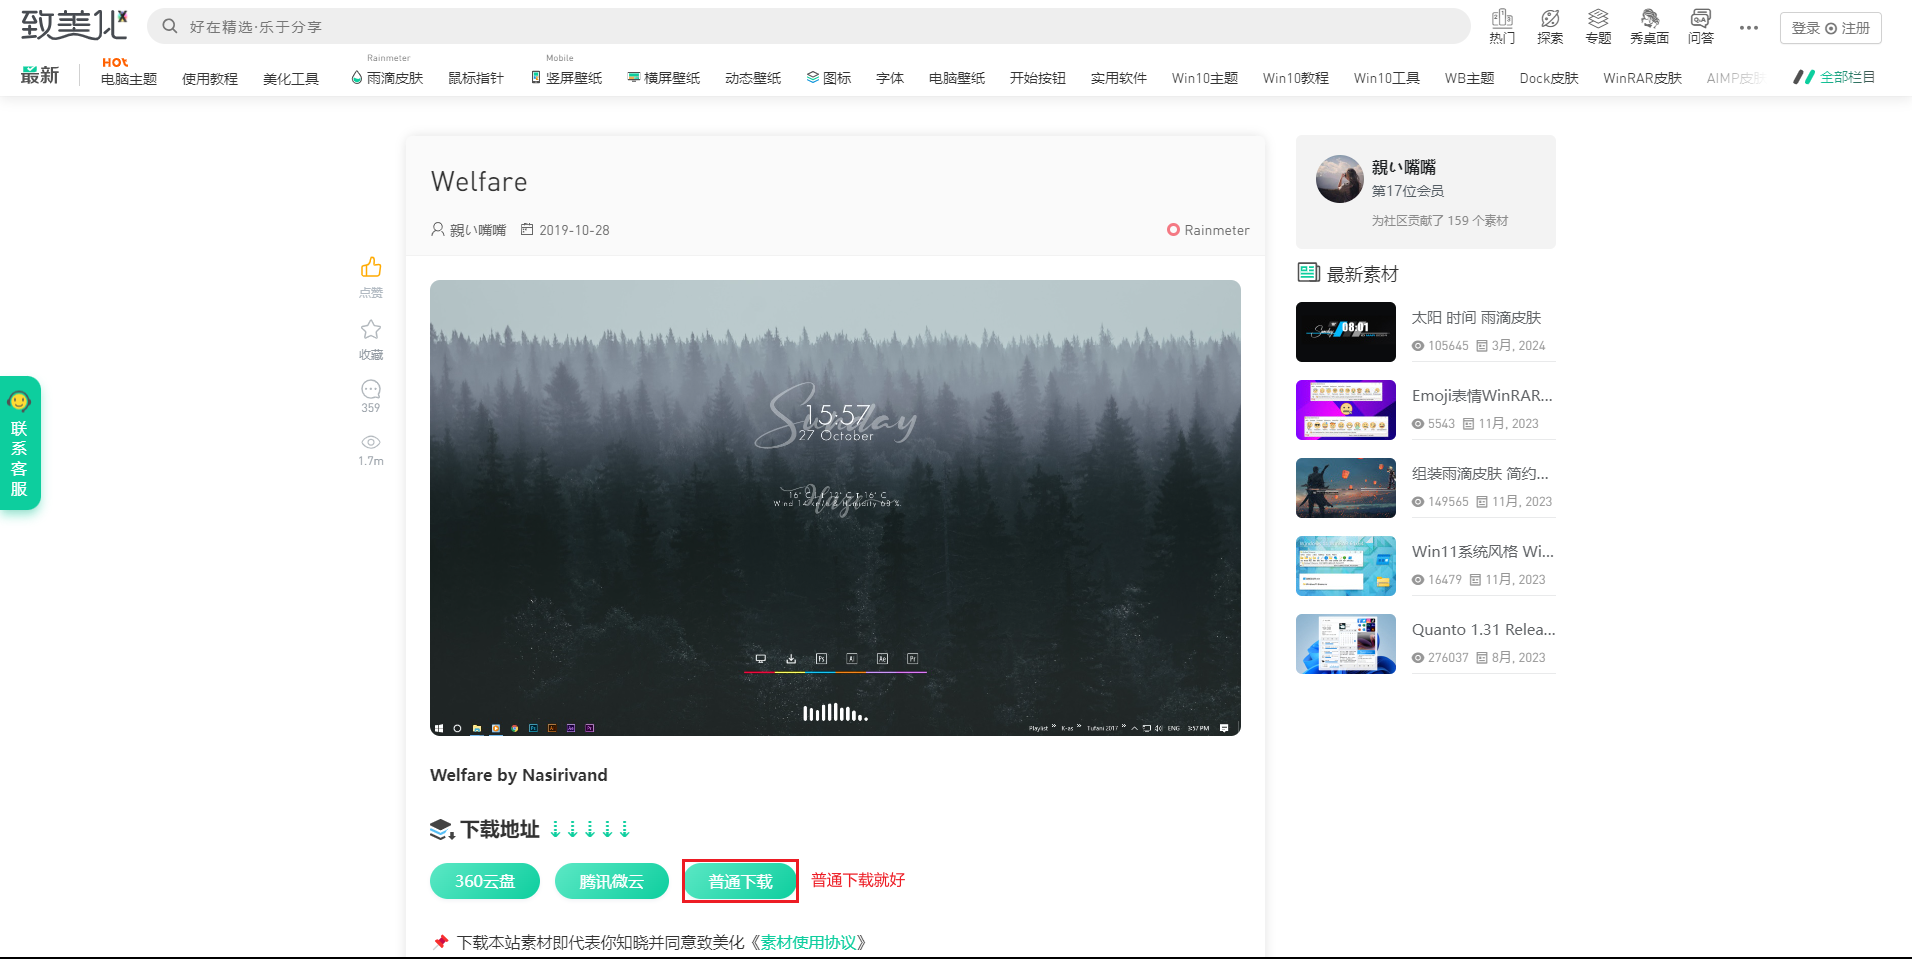 致美化
好在精选·乐于分享
热门
探索
专题
秀桌面
问答
登录 注册
最新
HOT
电脑主题
使用教程
美化工具
Rainmeter
雨滴皮肤
鼠标指针
Mobile
竖屏壁纸
横屏壁纸
动态壁纸
图标
字体
电脑壁纸
开始按钮
实用软件
Win10主题
Win10教程
Win10工具
WB主题
Dock皮肤
WinRAR皮肤
AIMP皮肤
全部栏目
Welfare
親い嘴嘴 2019-10-28
Rainmeter
点赞
收藏
359
1.7m
联系客服
Sunday
15:57
27 October
Playlist
K-as
Tufani 2017
ENG
3:57 PM
Welfare by Nasirivand
下载地址
360云盘
腾讯微云
普通下载
普通下载就好
下载本站素材即代表你知晓并同意致美化《素材使用协议》
親い嘴嘴
第17位会员
为社区贡献了 159 个素材
最新素材
Sunday 08:01
太阳 时间 雨滴皮肤
105645 3月, 2024
Emoji表情WinRAR...
5543 11月, 2023
组装雨滴皮肤 简约...
149565 11月, 2023
Win11系统风格 Wi...
16479 11月, 2023
Quanto 1.31 Relea...
276037 8月, 2023